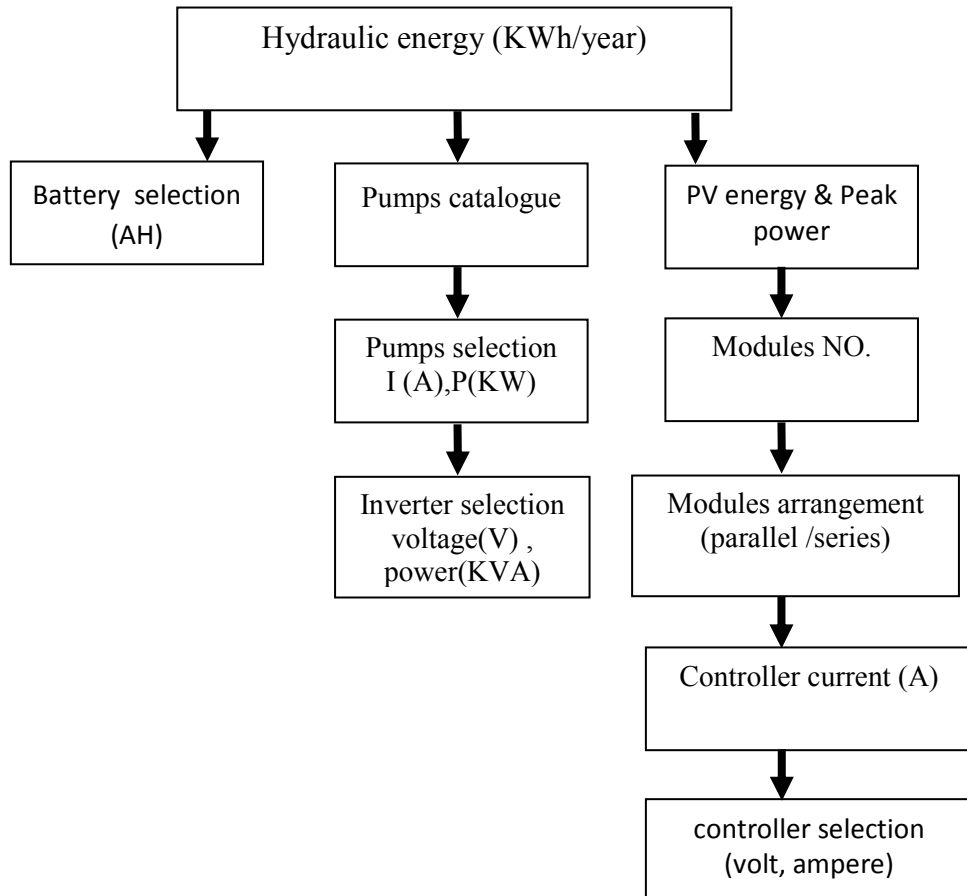 Hydraulic energy (KWh/year)
Battery selection
(AH)
Pumps catalogue
PV energy & Peak
power
Pumps selection
I (A),P(KW)
Modules NO.
Inverter selection
voltage(V) ,
power(KVA)
Modules arrangement
(parallel /series)
Controller current (A)
controller selection
(volt, ampere)